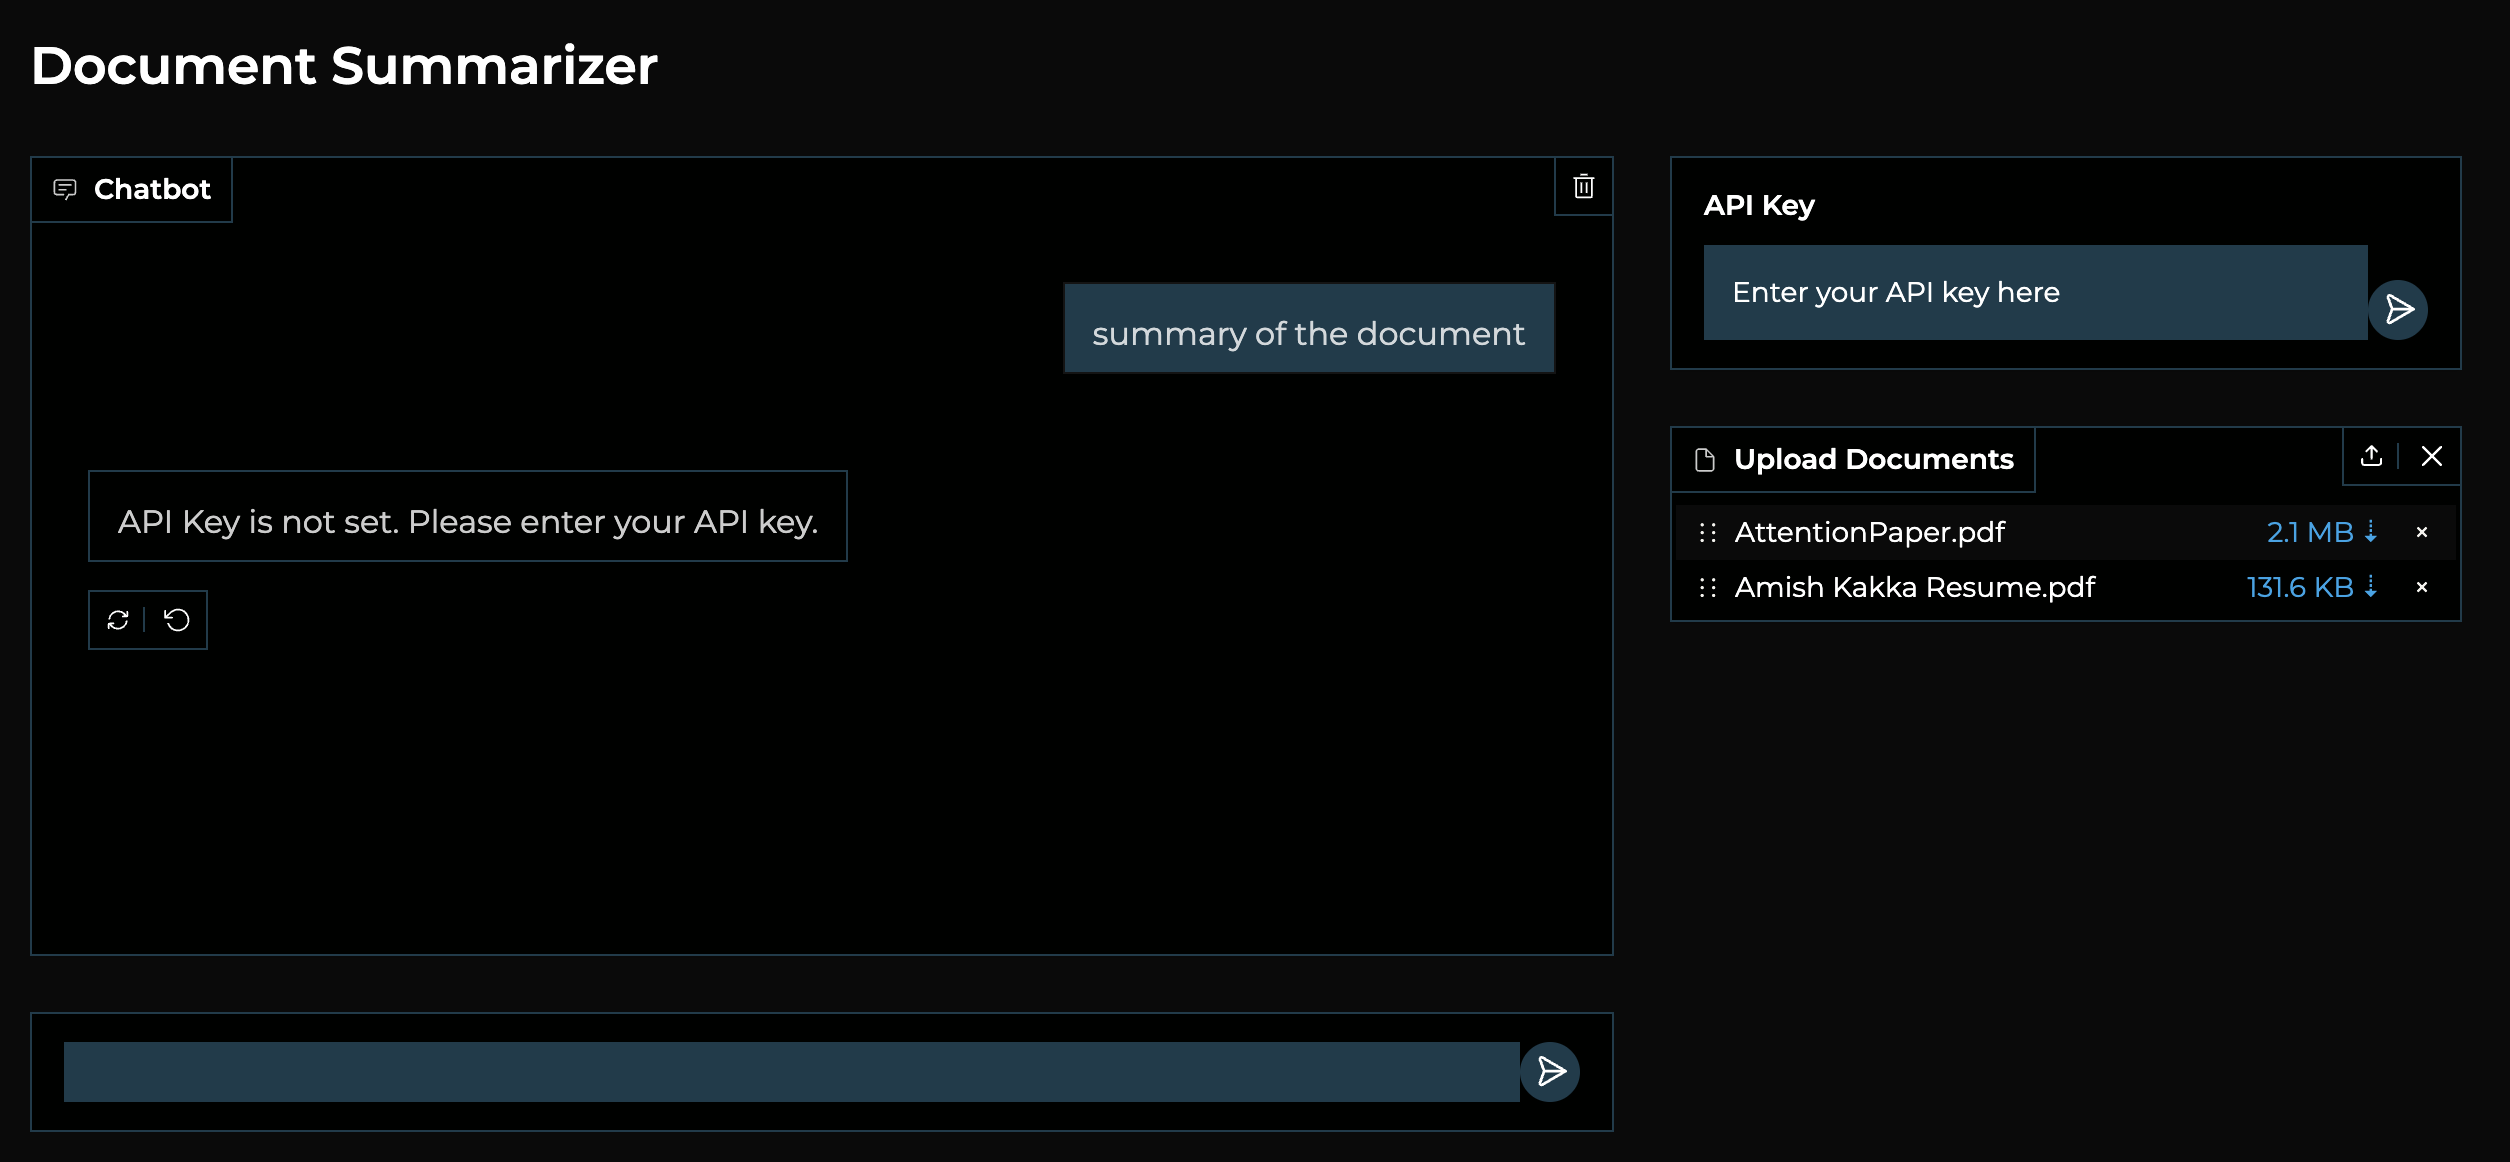 Document Summarizer
Chatbot
summary of the document
API Key is not set. Please enter your API key.
API Key
Enter your API key here
Upload Documents
AttentionPaper.pdf 2.1 MB ⇣ ×
Amish Kakka Resume.pdf 131.6 KB ⇣ ×